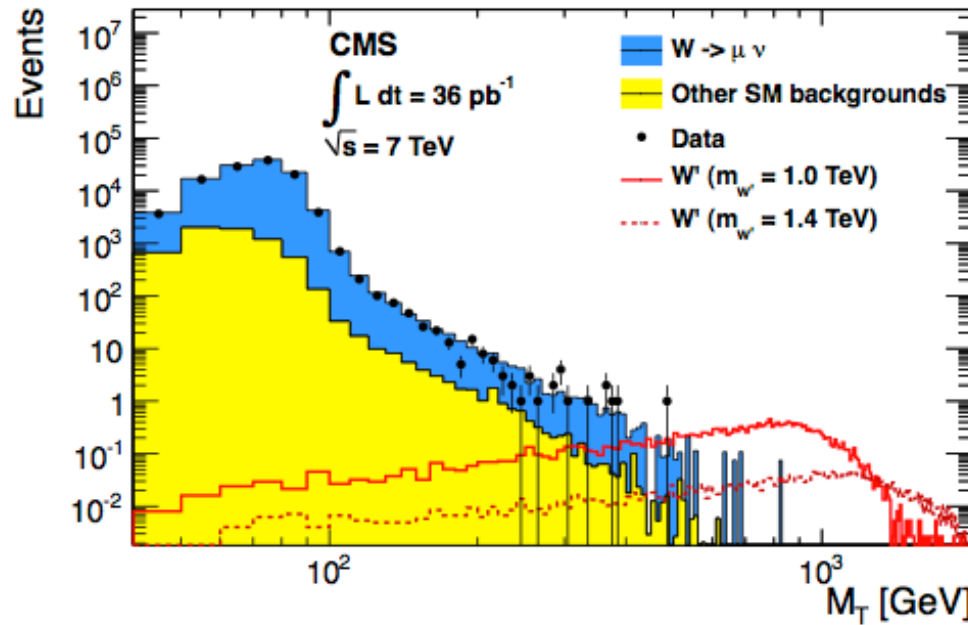 Events
10⁷
10⁶
10⁵
10⁴
10³
10²
10
1
10⁻¹
10⁻²
CMS
∫ L dt = 36 pb⁻¹
√s = 7 TeV
W -> μ ν
Other SM backgrounds
Data
W' (m_w' = 1.0 TeV)
W' (m_w' = 1.4 TeV)
10²
10³
M_T [GeV]